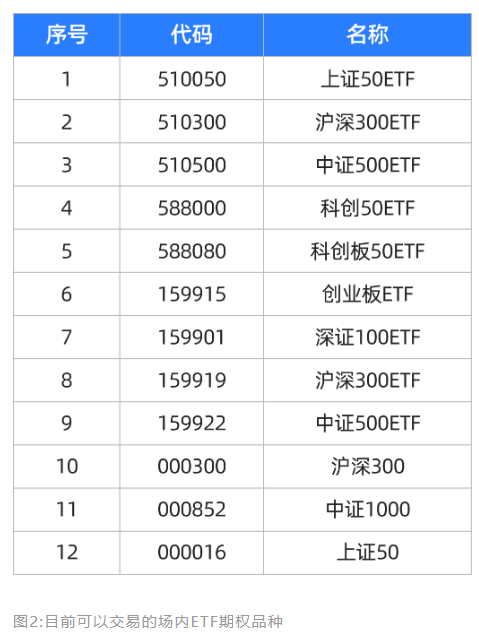 序号 代码 名称
1 510050 上证50ETF
2 510300 沪深300ETF
3 510500 中证500ETF
4 588000 科创50ETF
5 588080 科创板50ETF
6 159915 创业板ETF
7 159901 深证100ETF
8 159919 沪深300ETF
9 159922 中证500ETF
10 000300 沪深300
11 000852 中证1000
12 000016 上证50
图2:目前可以交易的场内ETF期权品种